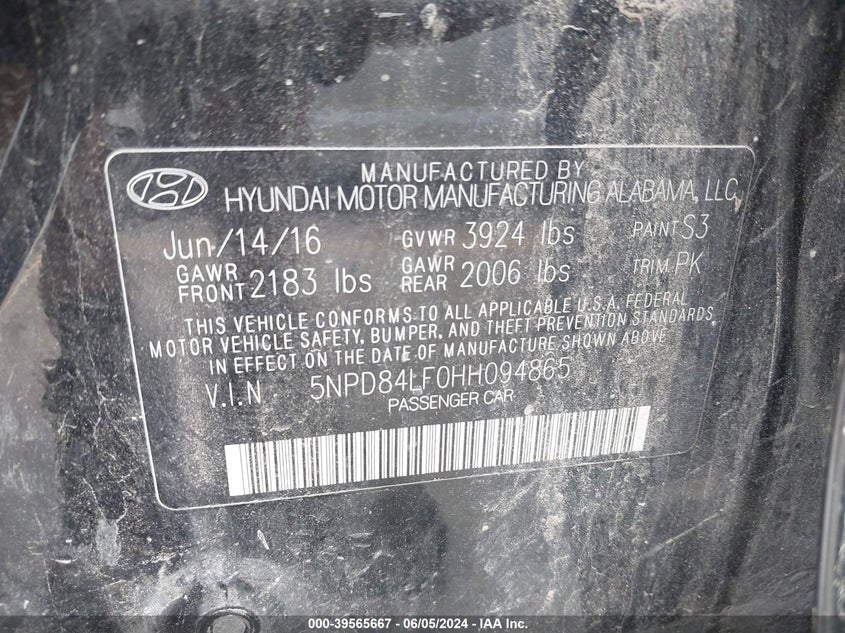 MANUFACTURED BY
HYUNDAI MOTOR MANUFACTURING ALABAMA, LLC,
Jun/14/16 GVWR 3924 lbs PAINT S3
GAWR FRONT 2183 lbs GAWR REAR 2006 lbs TRIM PK
THIS VEHICLE CONFORMS TO ALL APPLICABLE U.S.A. FEDERAL
MOTOR VEHICLE SAFETY, BUMPER, AND THEFT PREVENTION STANDARDS
IN EFFECT ON THE DATE OF MANUFACTURE SHOWN ABOVE
V.I.N 5NPD84LF0HH094865
PASSENGER CAR
000-39565667 - 06/05/2024 - IAA Inc.